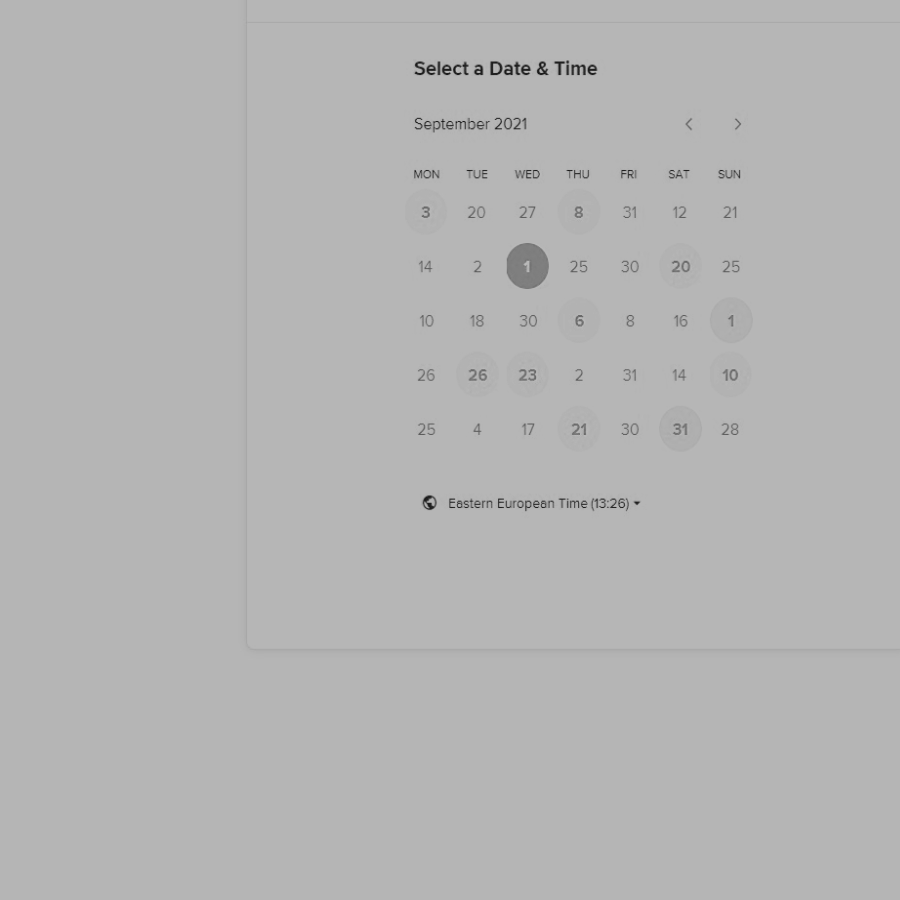 Select a Date & Time
September 2021
MON TUE WED THU FRI SAT SUN
3 20 27 8 31 12 21
14 2 1 25 30 20 25
10 18 30 6 8 16 1
26 26 23 2 31 14 10
25 4 17 21 30 31 28
Eastern European Time (13:26)